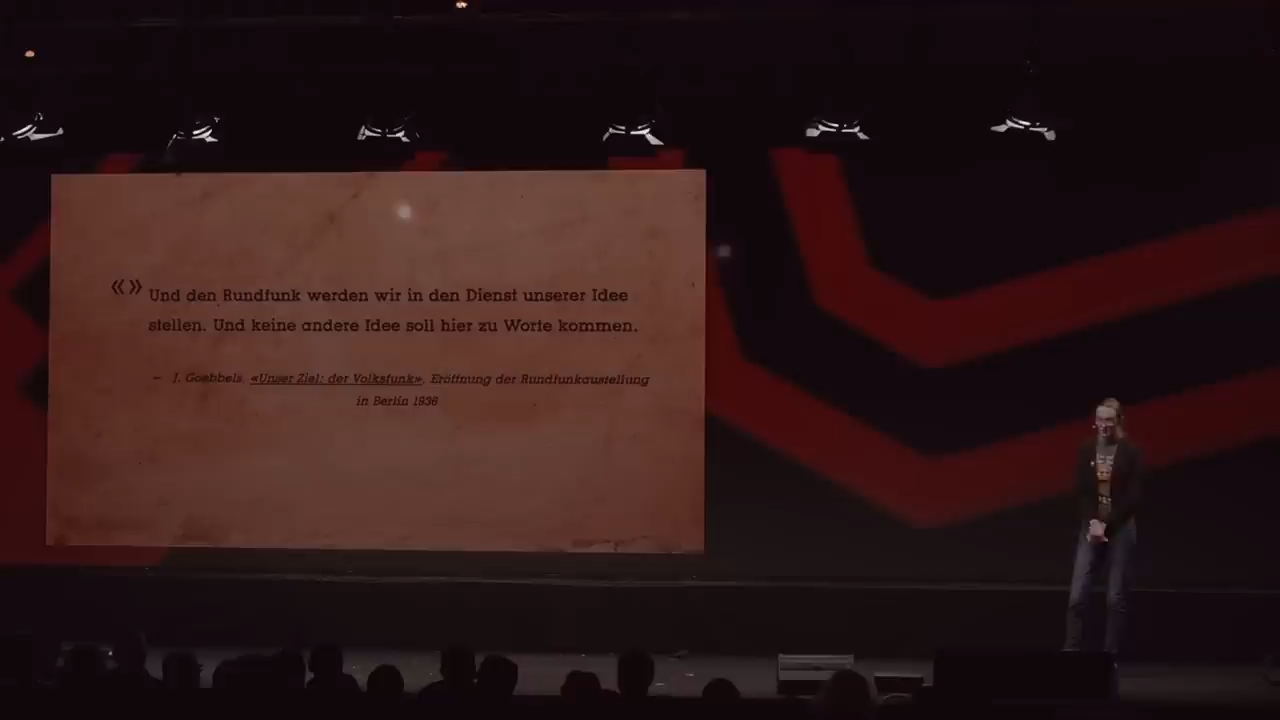 «» Und den Rundfunk werden wir in den Dienst unserer Idee
stellen. Und keine andere Idee soll hier zu Worte kommen.
– J. Goebbels, «Unser Ziel: der Volksfunk», Eröffnung der Rundfunkaustellung
in Berlin 1936